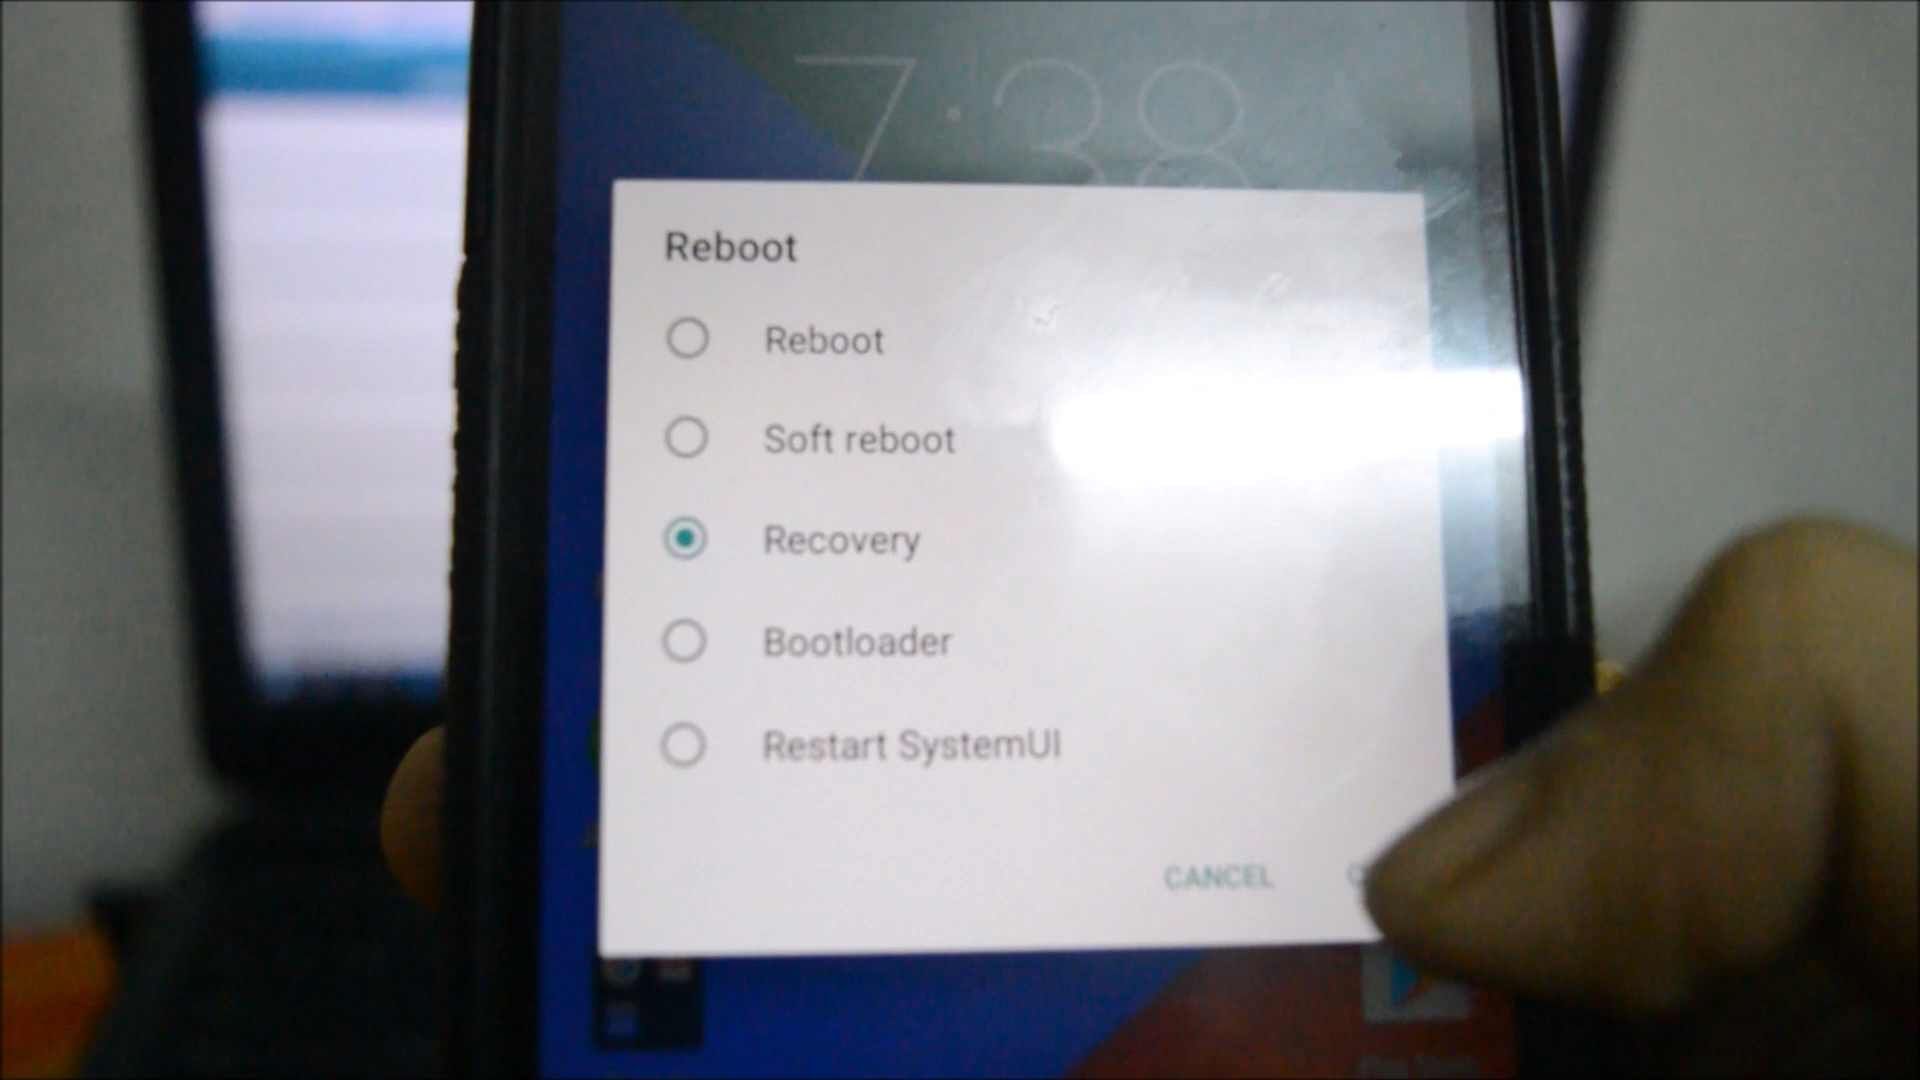 7:38
Reboot
Reboot
Soft reboot
Recovery
Bootloader
Restart SystemUI
CANCEL